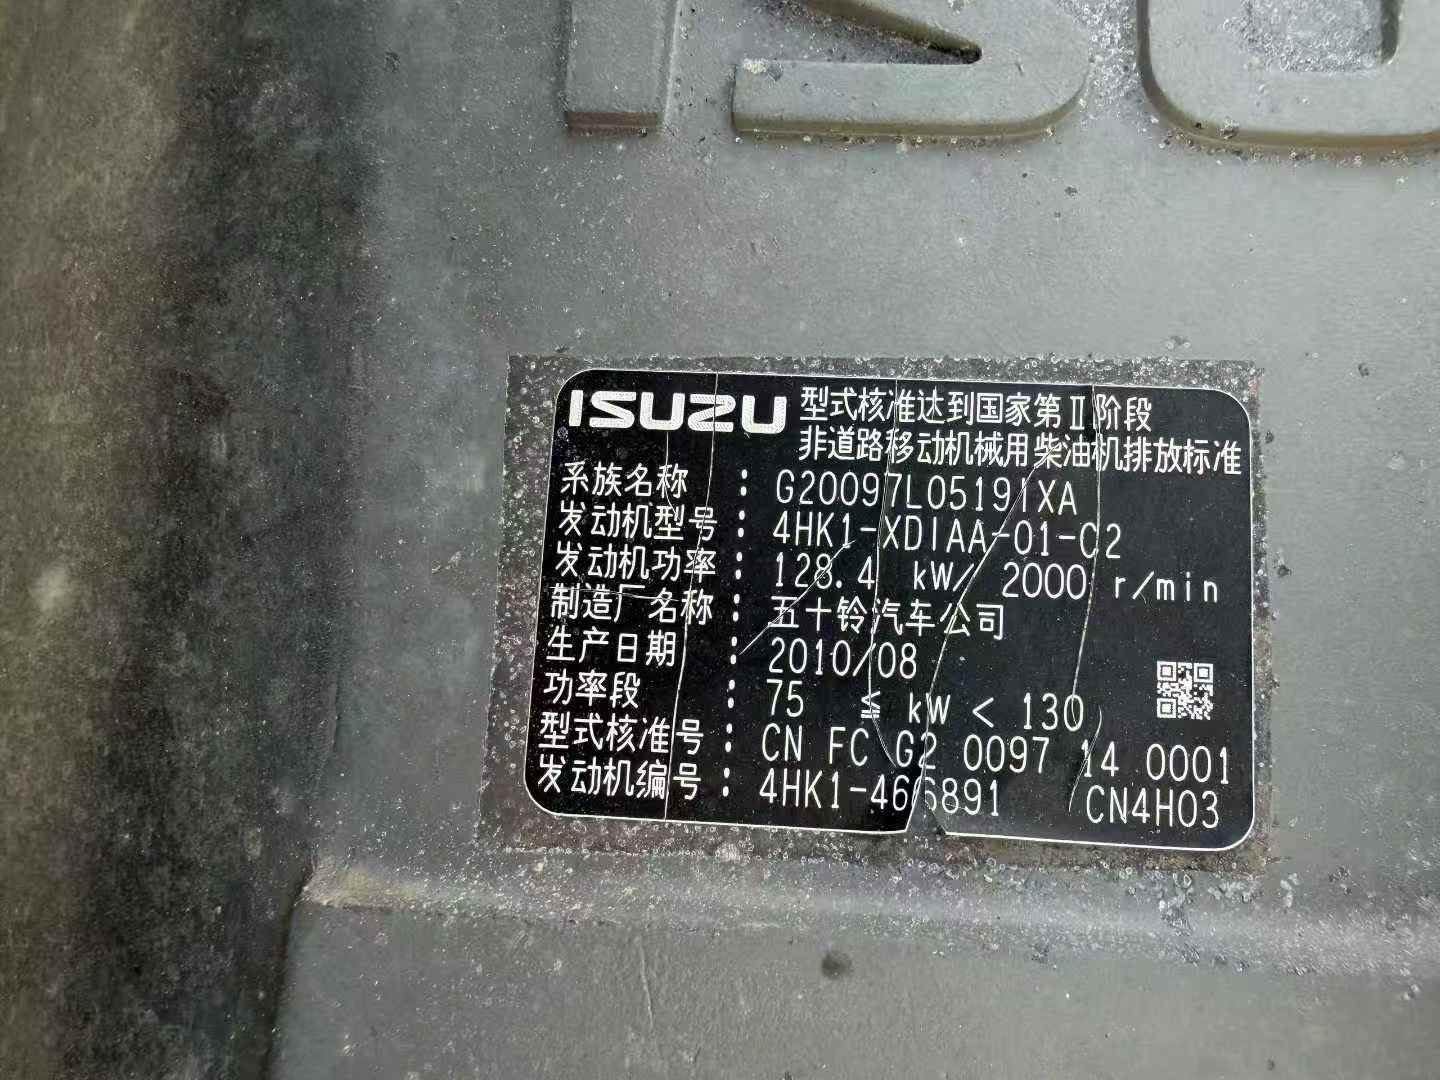 ISU
ISUZU 型式核准达到国家第Ⅱ阶段
非道路移动机械用柴油机排放标准
系族名称 : G20097L0519IXA
发动机型号 : 4HK1-XDIAA-01-C2
发动机功率 : 128.4 kW/ 2000 r/min
制造厂名称 : 五十铃汽车公司
生产日期 : 2010/08
功率段 : 75 ≦ kW < 130
型式核准号 : CN FC G2 0097 14 0001
发动机编号 : 4HK1-466891 CN4H03